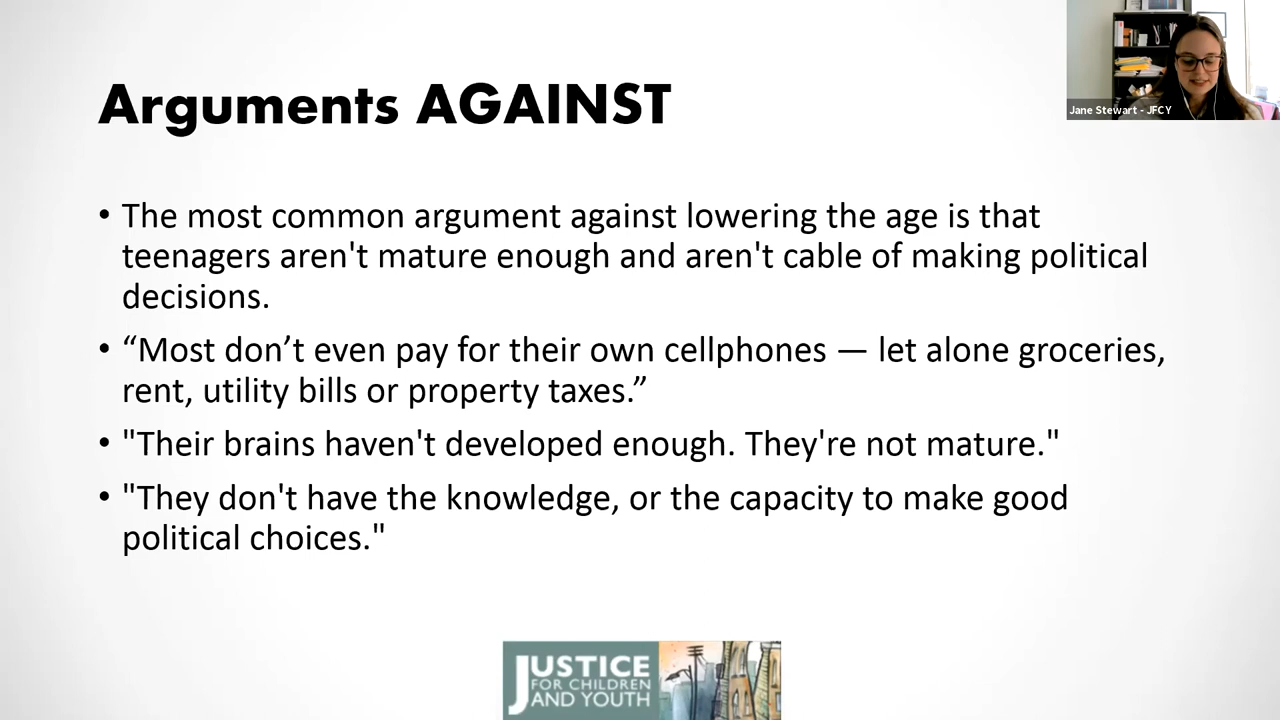 Arguments AGAINST
Jane Stewart - JFCY
• The most common argument against lowering the age is that
teenagers aren't mature enough and aren't cable of making political
decisions.
• “Most don’t even pay for their own cellphones — let alone groceries,
rent, utility bills or property taxes.”
• "Their brains haven't developed enough. They're not mature."
• "They don't have the knowledge, or the capacity to make good
political choices."
JUSTICE
FOR CHILDREN
AND YOUTH